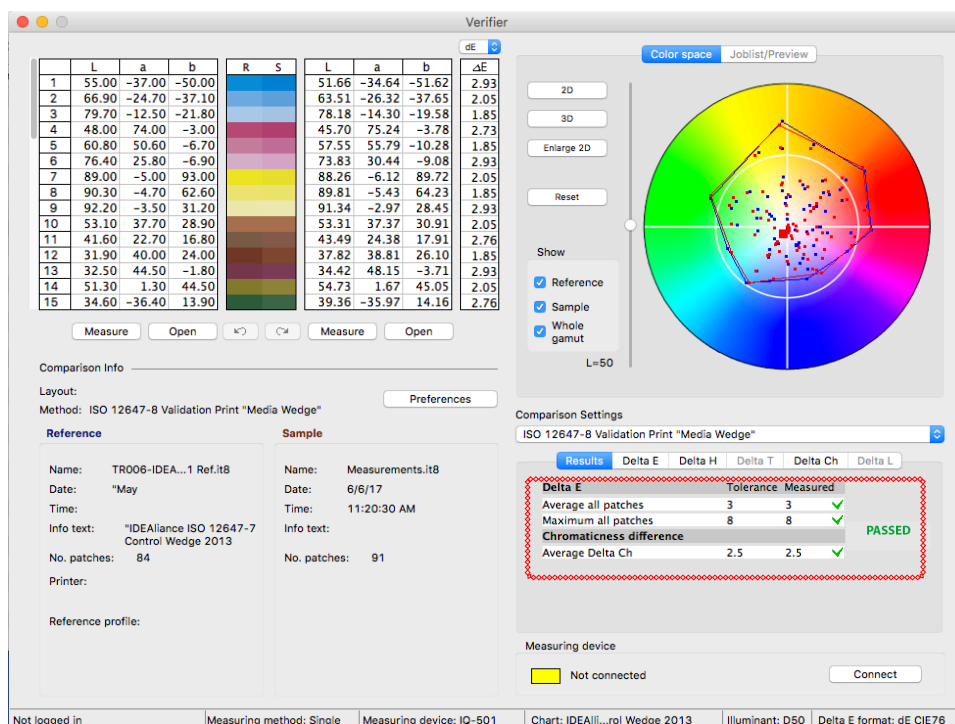 Verifier
dE
L a b R S L a b ΔE
1 55.00 −37.00 −50.00 51.66 −34.64 −51.62 2.93
2 66.90 −24.70 −37.10 63.51 −26.32 −37.65 2.05
3 79.70 −12.50 −21.80 78.18 −14.30 −19.58 1.85
4 48.00 74.00 −3.00 45.70 75.24 −3.78 2.73
5 60.80 50.60 −6.70 57.55 55.79 −10.28 1.85
6 76.40 25.80 −6.90 73.83 30.44 −9.08 2.93
7 89.00 −5.00 93.00 88.26 −6.12 89.72 2.05
8 90.30 −4.70 62.60 89.81 −5.43 64.23 1.85
9 92.20 −3.50 31.20 91.34 −2.97 28.45 2.93
10 53.10 37.70 28.90 53.31 37.37 30.91 2.05
11 41.60 22.70 16.80 43.49 24.38 17.91 2.76
12 31.90 40.00 24.00 37.82 38.81 26.10 1.85
13 32.50 44.50 −1.80 34.42 48.15 −3.71 2.93
14 51.30 1.30 44.50 54.73 1.67 45.05 2.05
15 34.60 −36.40 13.90 39.36 −35.97 14.16 2.76
Measure Open Measure Open
Color space Joblist/Preview
2D
3D
Enlarge 2D
Reset
Show
Reference
Sample
Whole
gamut
L=50
Comparison Info
Layout:
Method: ISO 12647-8 Validation Print "Media Wedge"
Preferences
Reference Sample
Name: TR006-IDEA...1 Ref.it8 Name: Measurements.it8
Date: "May Date: 6/6/17
Time: Time: 11:20:30 AM
Info text: "IDEAliance ISO 12647-7 Info text:
Control Wedge 2013
No. patches: 84 No. patches: 91
Printer:
Reference profile:
Comparison Settings
ISO 12647-8 Validation Print "Media Wedge"
Results Delta E Delta H Delta T Delta Ch Delta L
Delta E Tolerance Measured
Average all patches 3 3
Maximum all patches 8 8
PASSED
Chromaticness difference
Average Delta Ch 2.5 2.5
Measuring device
Not connected Connect
Not logged in Measuring method: Single Measuring device: IQ-501 Chart: IDEAlli...rol Wedge 2013 Illuminant: D50 Delta E format: dE CIE76